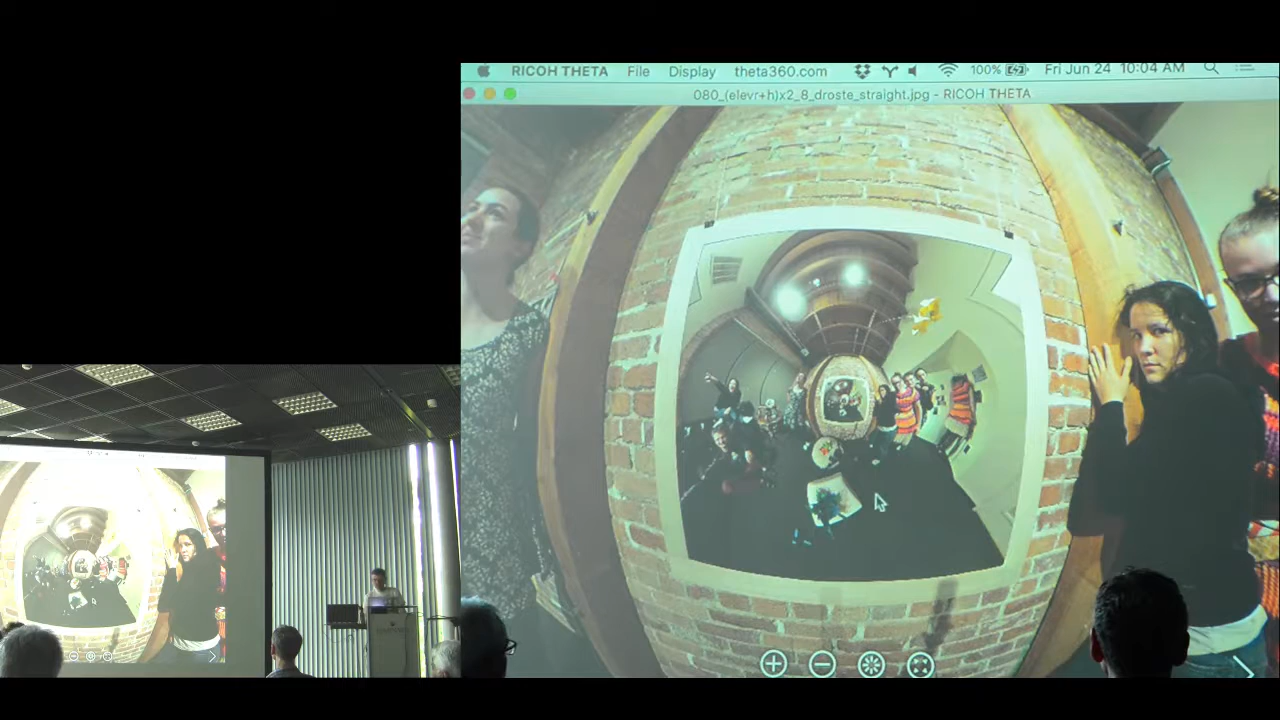 RICOH THETA File Display theta360.com 100% Fri Jun 24 10:04 AM
080_(elevr+h)x2_8_droste_straight.jpg - RICOH THETA